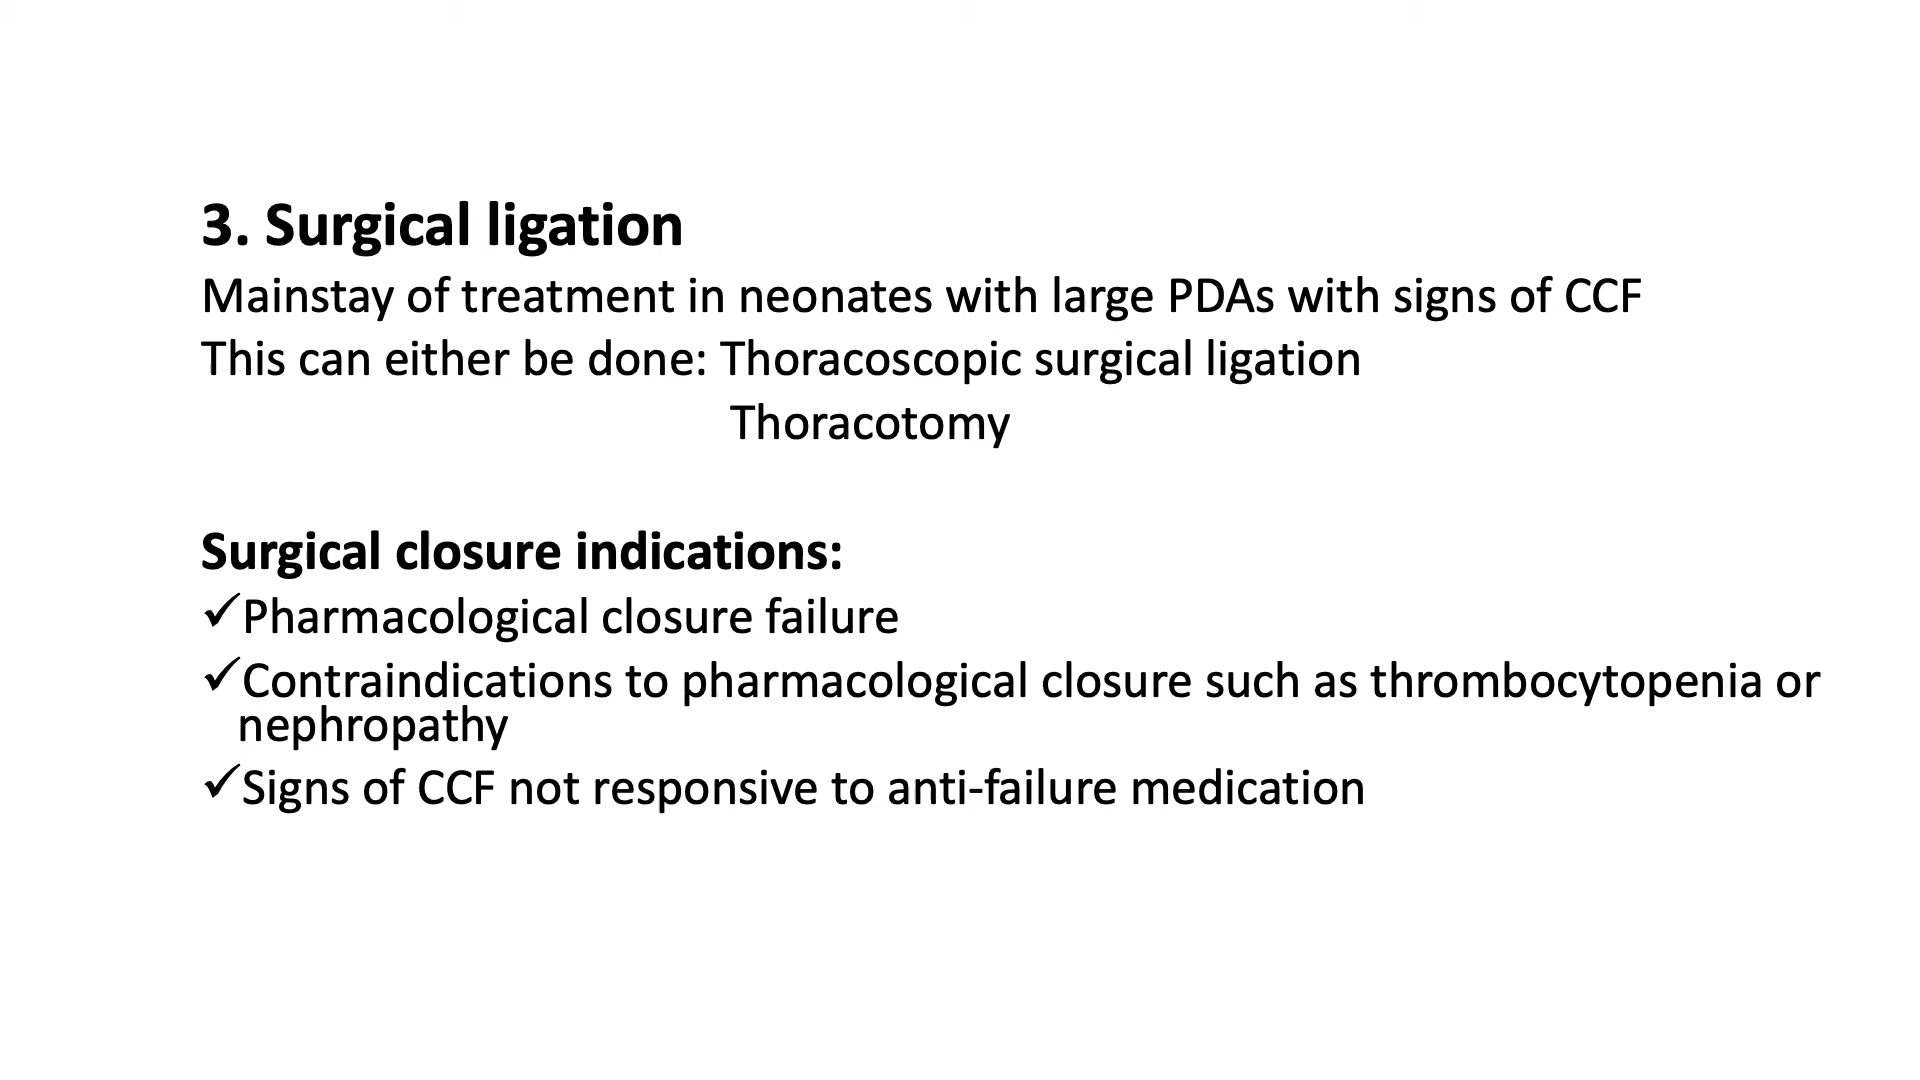 3. Surgical ligation
Mainstay of treatment in neonates with large PDAs with signs of CCF
This can either be done: Thoracoscopic surgical ligation
Thoracotomy
Surgical closure indications:
✓Pharmacological closure failure
✓Contraindications to pharmacological closure such as thrombocytopenia or
nephropathy
✓Signs of CCF not responsive to anti-failure medication